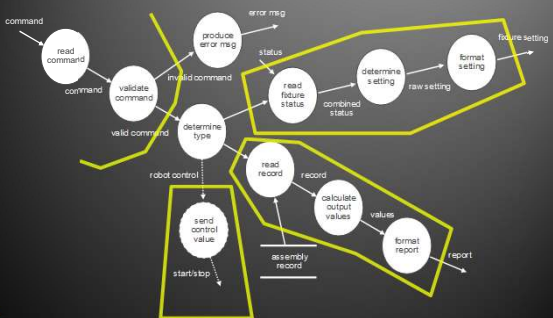 command
read
command
command
validate
command
invalid command
produce
error msg
error msg
valid command
determine
type
status
read
fixture
status
combined
status
determine
setting
raw setting
format
setting
fixture setting
robot control
send
control
value
start/stop
read
record
record
assembly
record
calculate
output
values
values
format
report
report